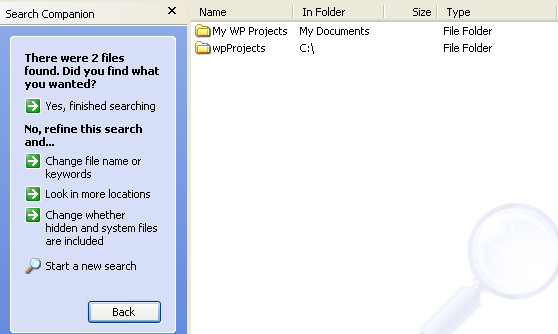 Search Companion
There were 2 files
found. Did you find what
you wanted?
Yes, finished searching
No, refine this search
and...
Change file name or
keywords
Look in more locations
Change whether
hidden and system files
are included
Start a new search
Back
Name In Folder Size Type
My WP Projects My Documents File Folder
wpProjects C:\ File Folder